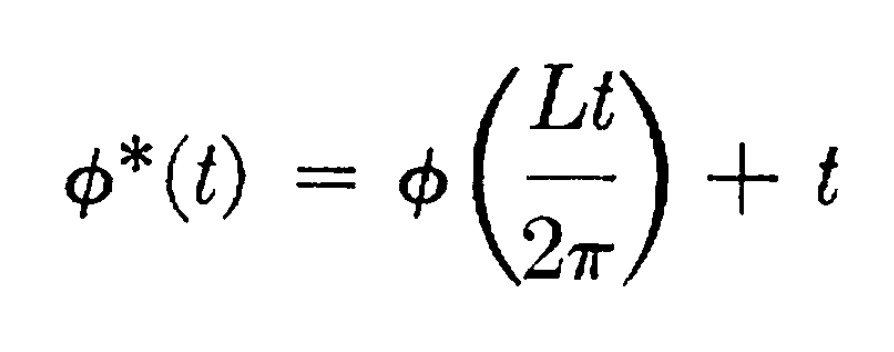 ϕ*(t) = ϕ(Lt/2π) + t